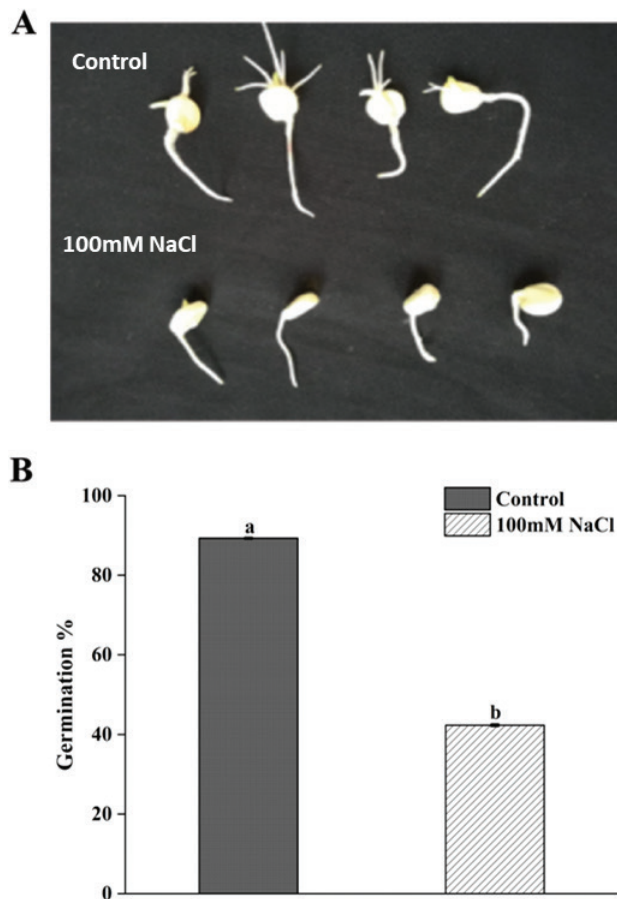 A
Control
100mM NaCl
B
100
80
60
40
20
0
Germination %
a
b
Control
100mM NaCl